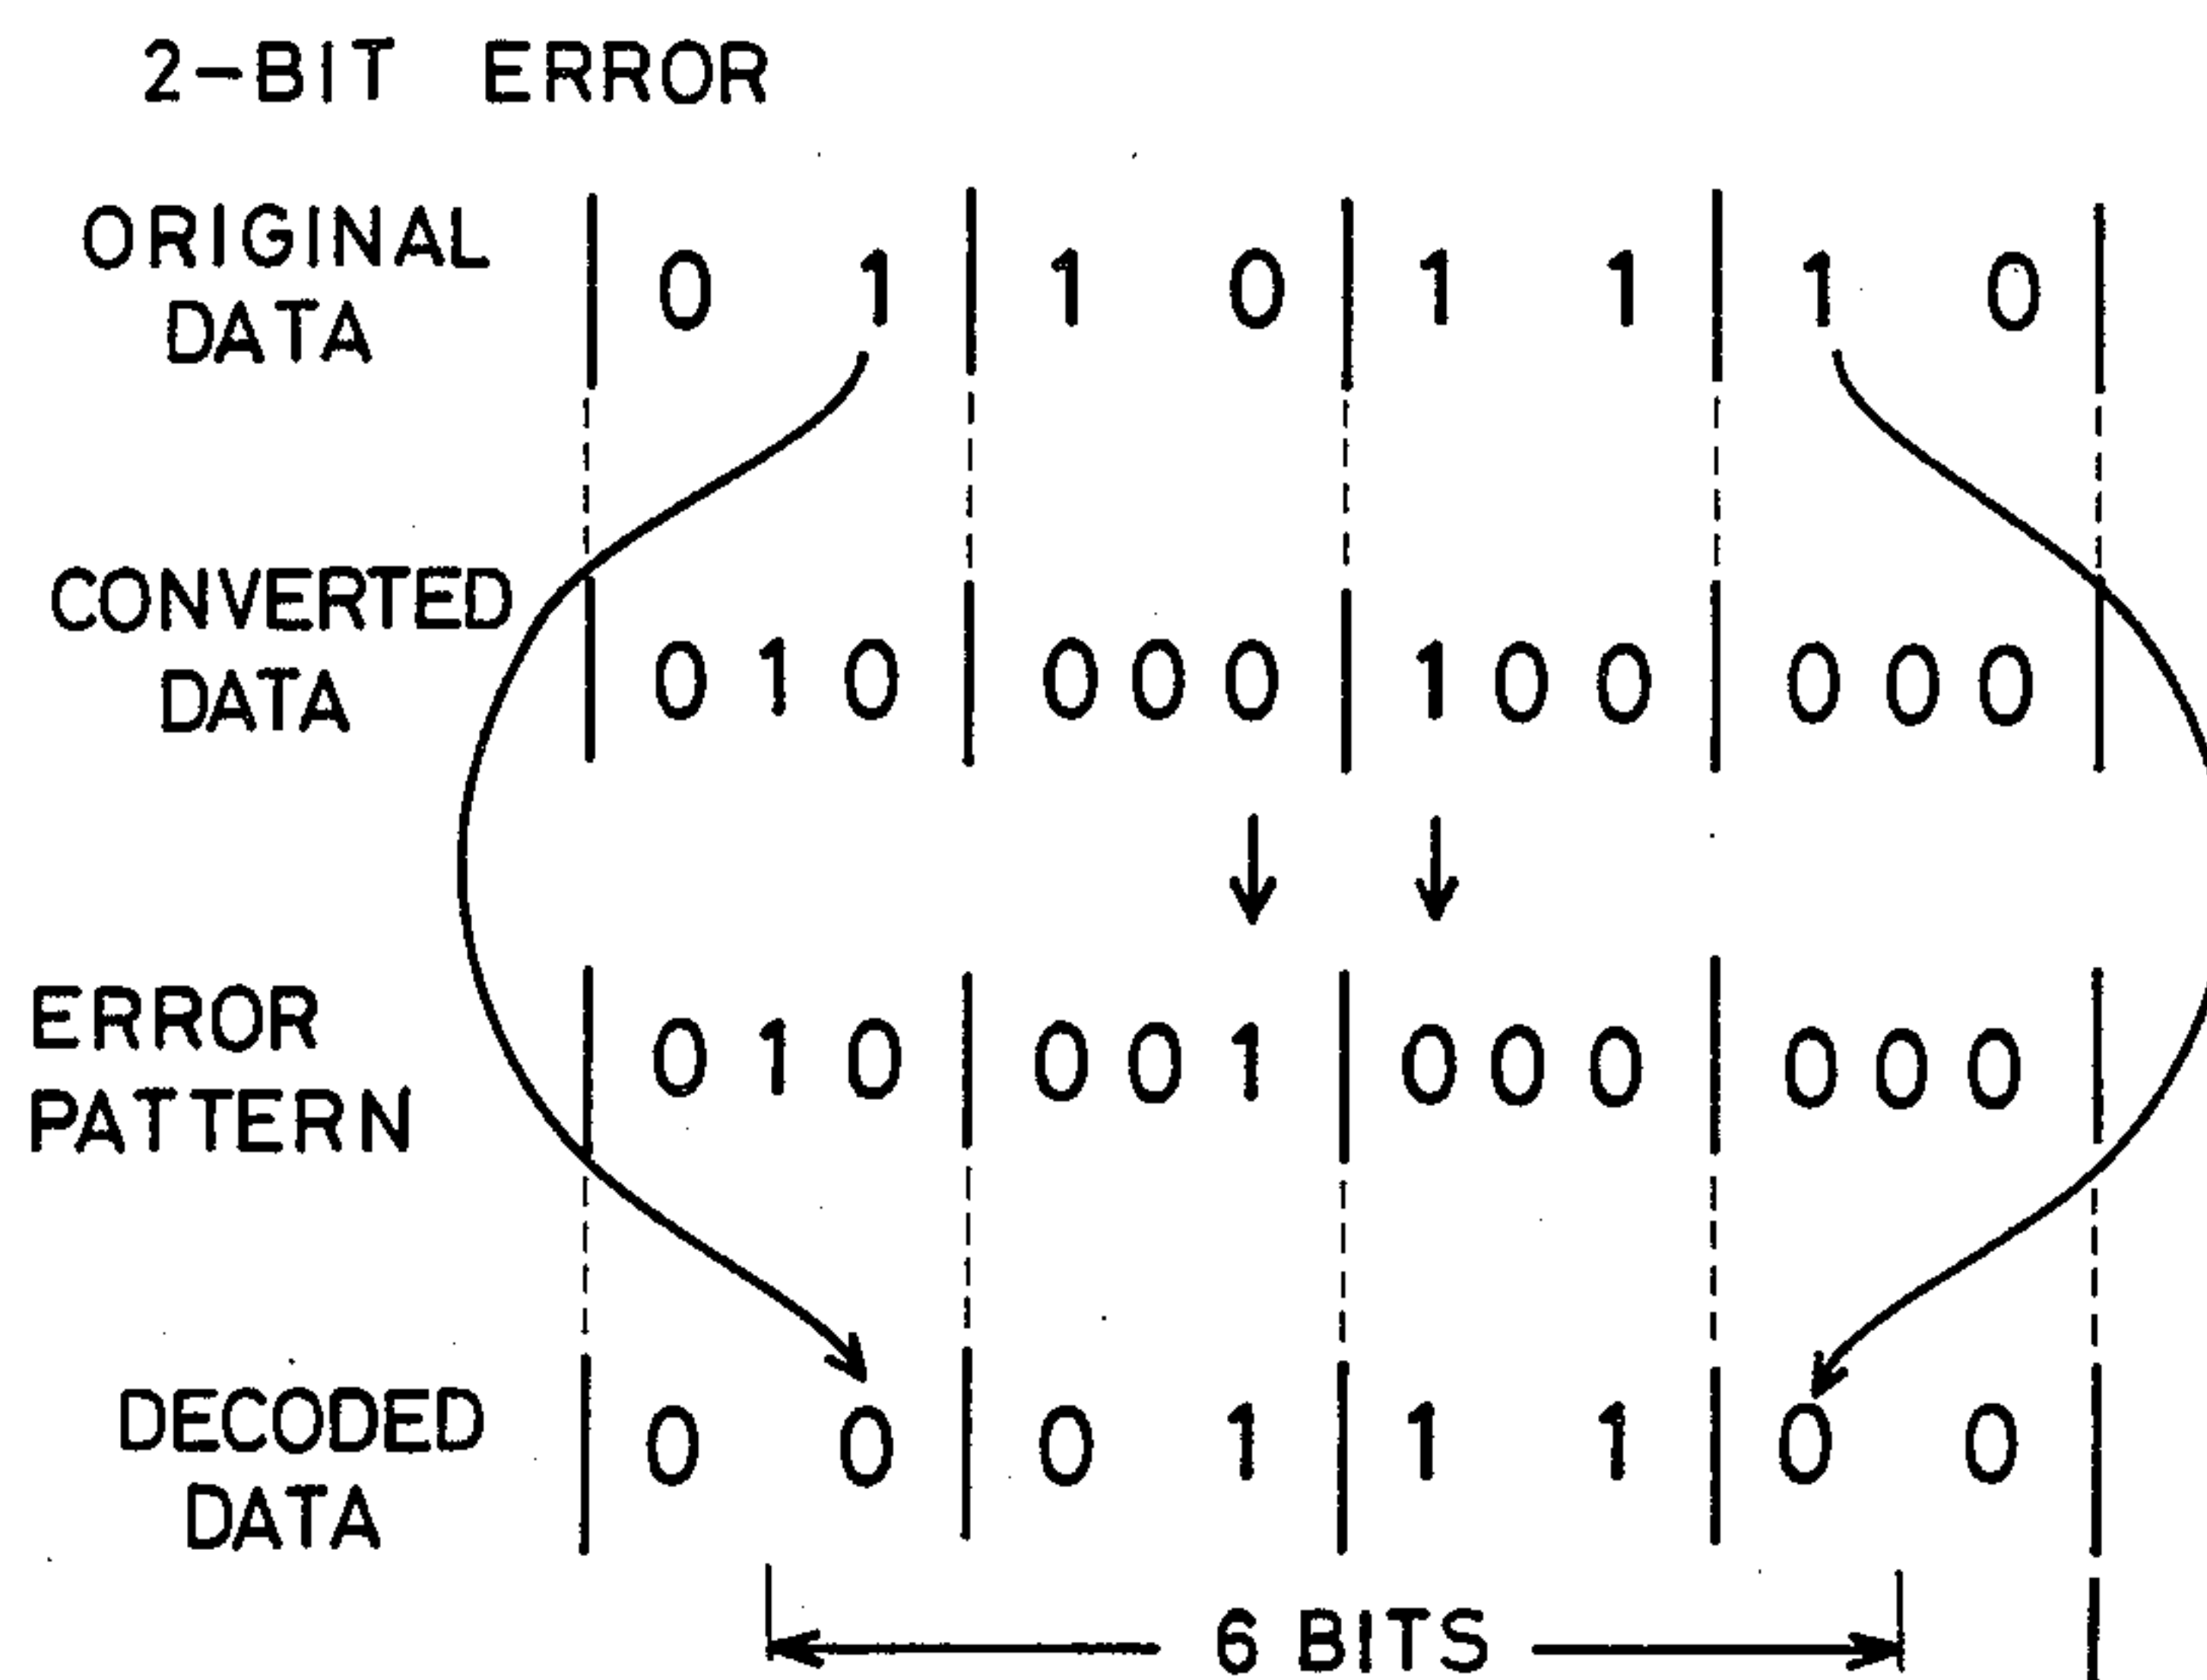 2-BIT ERROR
ORIGINAL
DATA
0 1 1 0 1 1 1 0
CONVERTED
DATA
010 000 100 000
ERROR
PATTERN
010 001 000 000
DECODED
DATA
0 0 0 1 1 1 0 0
6 BITS